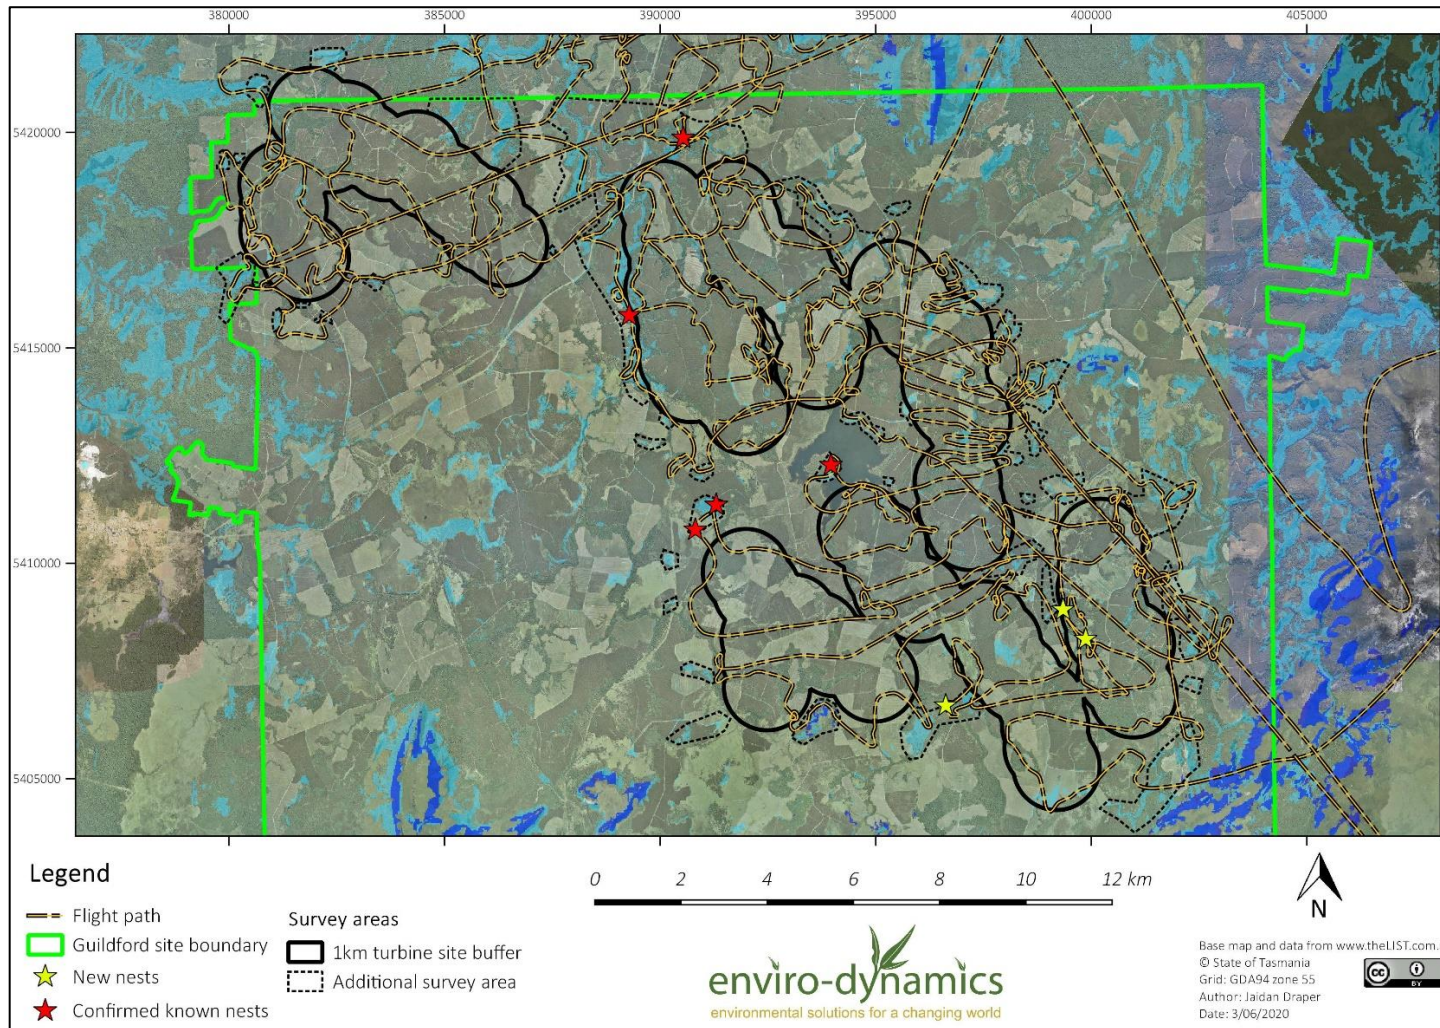 380000 385000 390000 395000 400000 405000
5420000
5415000
5410000
5405000
Legend
Flight path
Guildford site boundary
New nests
Confirmed known nests
Survey areas
1km turbine site buffer
Additional survey area
0 2 4 6 8 10 12 km
enviro-dynamics
environmental solutions for a changing world
N
Base map and data from www.theLIST.com.
© State of Tasmania
Grid: GDA94 zone 55
Author: Jaidan Draper
Date: 3/06/2020
cc
BY